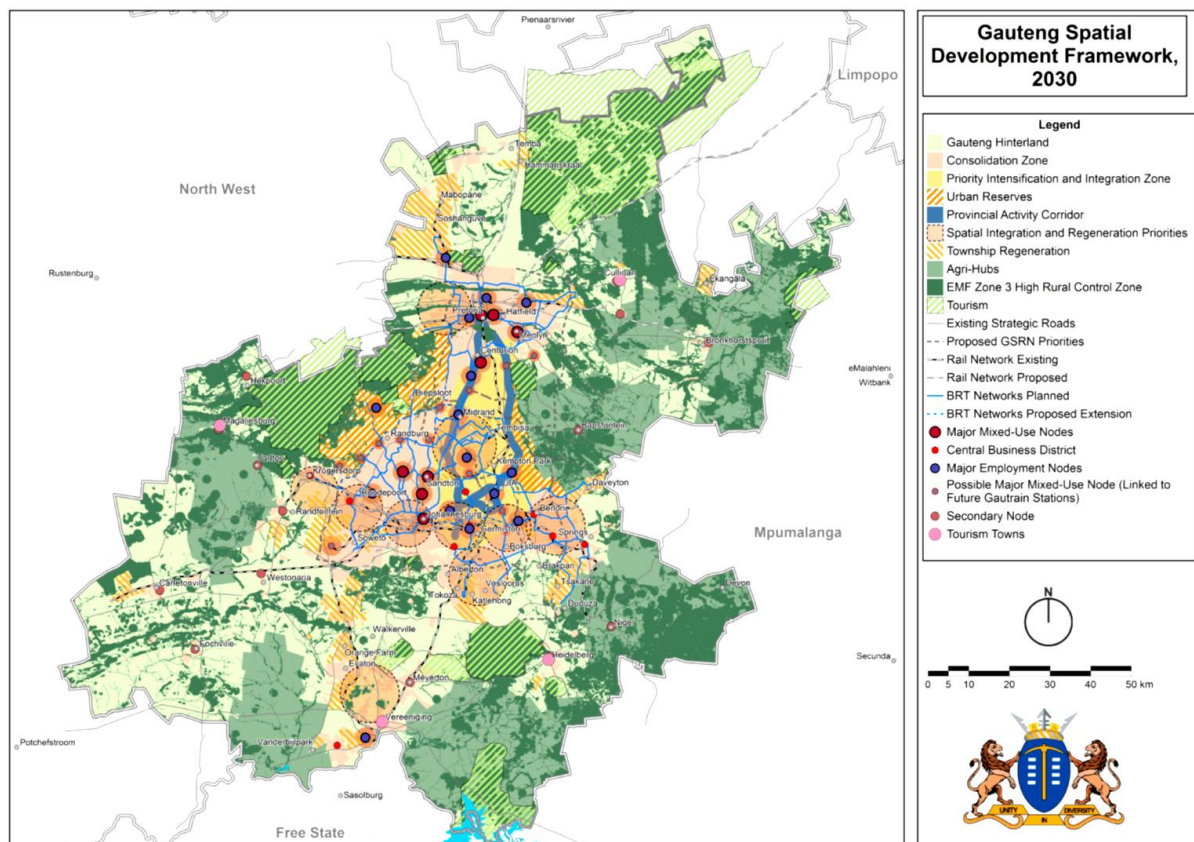 Gauteng Spatial
Development Framework,
2030
Legend
Gauteng Hinterland
Consolidation Zone
Priority Intensification and Integration Zone
Urban Reserves
Provincial Activity Corridor
Spatial Integration and Regeneration Priorities
Township Regeneration
Agri-Hubs
EMF Zone 3 High Rural Control Zone
Tourism
Existing Strategic Roads
Proposed GSRN Priorities
Rail Network Existing
Rail Network Proposed
BRT Networks Planned
BRT Networks Proposed Extension
Major Mixed-Use Nodes
Central Business District
Major Employment Nodes
Possible Major Mixed-Use Node (Linked to
Future Gautrain Stations)
Secondary Node
Tourism Towns
N
0 5 10 20 30 40 50 km
UNITY
IN
DIVERSITY
Pienaarsrivier
Limpopo
Temba
Hammanskraal
North West
Mabopane
Soshanguve
Rustenburg
Cullinan
Ekangala
Pretoria
Hatfield
Menlyn
Bronkhorstspruit
Centurion
eMalahleni
Witbank
Hekpoort
Diepsloot
Midrand
Magaliesburg
Randburg
Tembisa
Bapsfontein
Tarlton
Krugersdorp
Kempton Park
Sandton
Roodepoort
JIA
Daveyton
Randfontein
Johannesburg
Benoni
Germiston
Mpumalanga
Soweto
Boksburg
Springs
Alberton
Brakpan
Carletonville
Westonaria
Vosloorus
Tsakane
Devon
Tokoza
Katlehong
Duduza
Nigel
Walkerville
Fochville
Orange Farm
Evaton
Heidelberg
Secunda
Meyedon
Vereeniging
Vanderbijlpark
Potchefstroom
Sasolburg
Free State